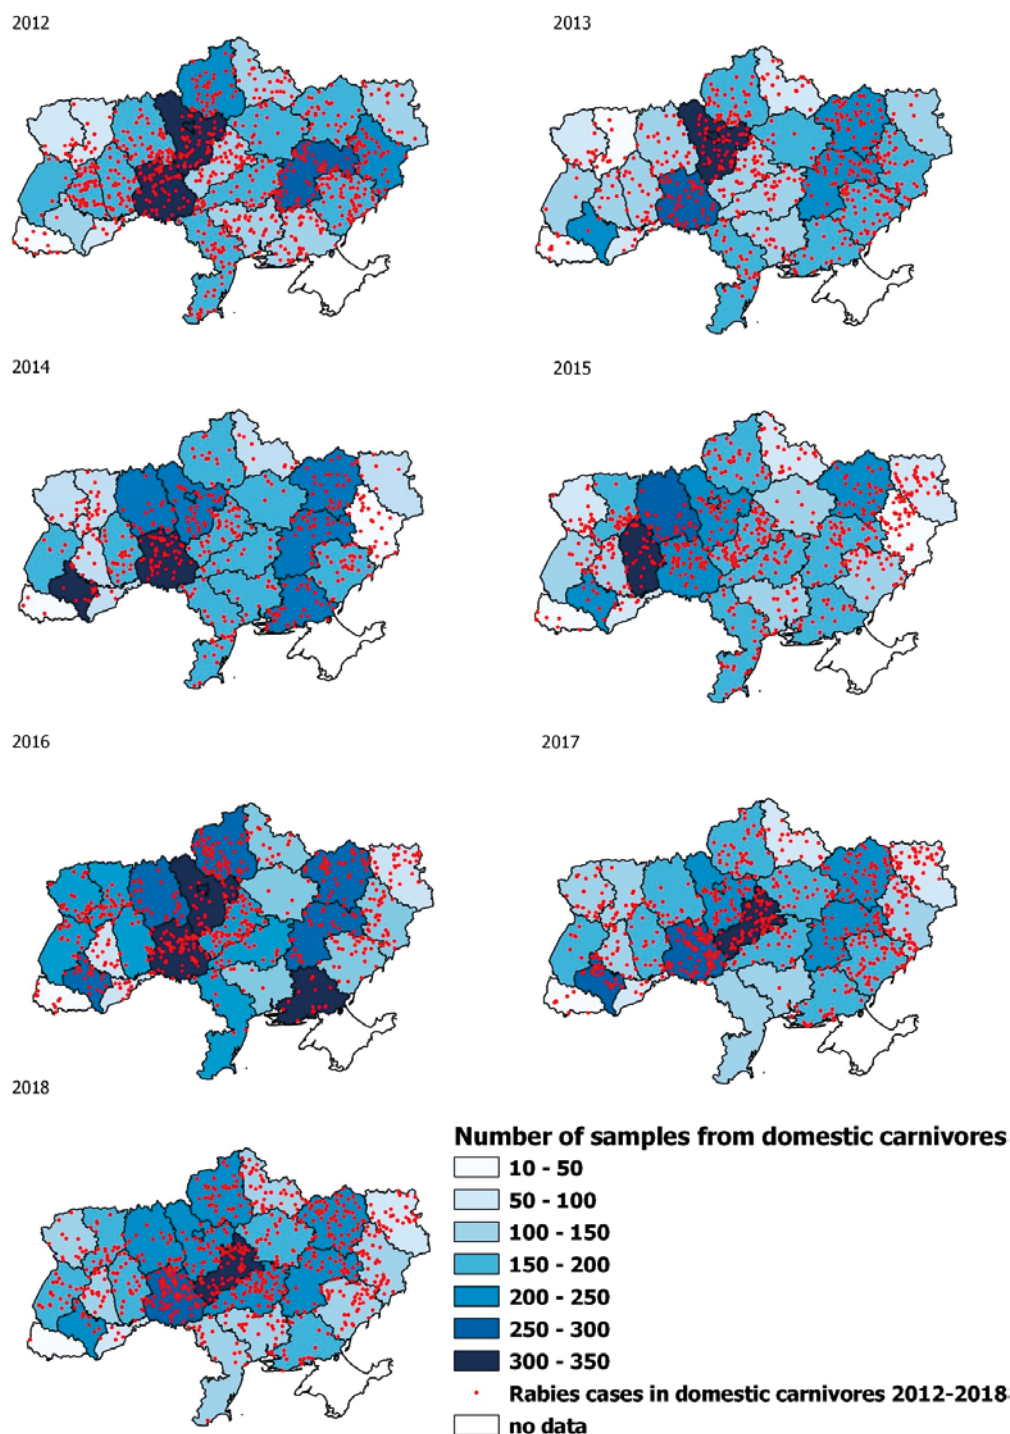 2012
2013
2014
2015
2016
2017
2018
Number of samples from domestic carnivores
10 - 50
50 - 100
100 - 150
150 - 200
200 - 250
250 - 300
300 - 350
Rabies cases in domestic carnivores 2012-2018
no data